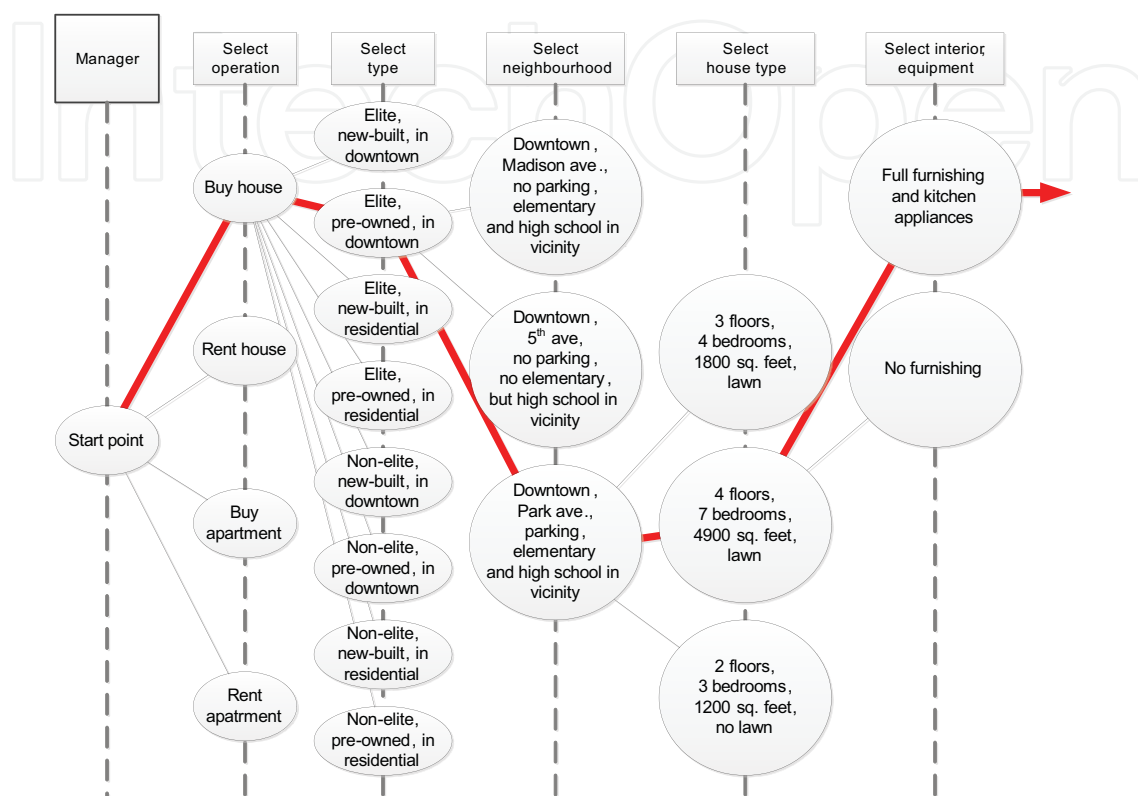 IntechOpen
Manager
Select
operation
Select
type
Select
neighbourhood
Select
house type
Select interior,
equipment
Start point
Buy house
Rent house
Buy
apartment
Rent
apatrment
Elite,
new-built, in
downtown
Elite,
pre-owned, in
downtown
Elite,
new-built, in
residential
Elite,
pre-owned, in
residential
Non-elite,
new-built, in
downtown
Non-elite,
pre-owned, in
downtown
Non-elite,
new-built, in
residential
Non-elite,
pre-owned, in
residential
Downtown ,
Madison ave .,
no parking,
elementary
and high school in
vicinity
Downtown ,
5th ave,
no parking ,
no elementary,
but high school in
vicinity
Downtown ,
Park ave.,
parking ,
elementary
and high school in
vicinity
3 floors,
4 bedrooms ,
1800 sq. feet,
lawn
4 floors,
7 bedrooms ,
4900 sq. feet,
lawn
2 floors,
3 bedrooms ,
1200 sq. feet,
no lawn
Full furnishing
and kitchen
appliances
No furnishing